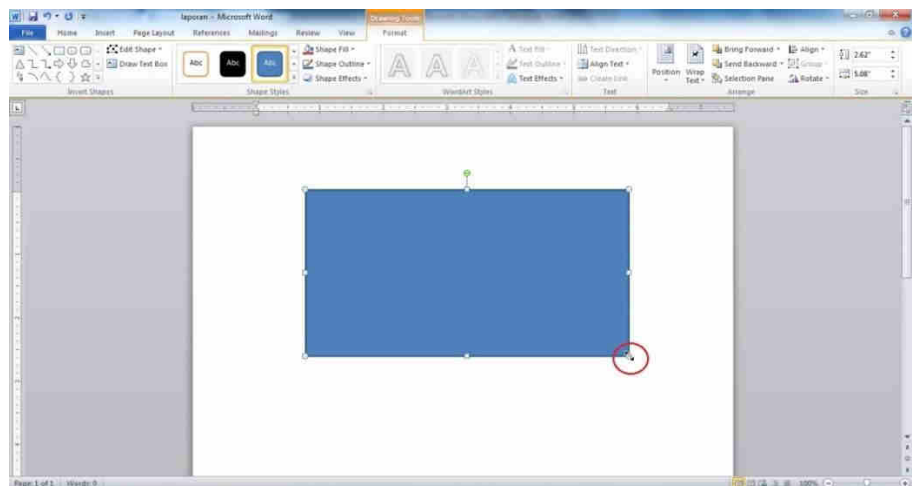 laporan - Microsoft Word
Drawing Tools
File Home Insert Page Layout References Mailings Review View Format
Edit Shape
Draw Text Box
Insert Shapes
Abc Abc Abc
Shape Fill
Shape Outline
Shape Effects
Shape Styles
A A A
Text Fill
Text Outline
Text Effects
WordArt Styles
Text Direction
Align Text
Create Link
Text
Position
Wrap Text
Bring Forward
Send Backward
Selection Pane
Align
Group
Rotate
Arrange
2.62"
5.08"
Size
Page: 1 of 1 Words: 0
100%